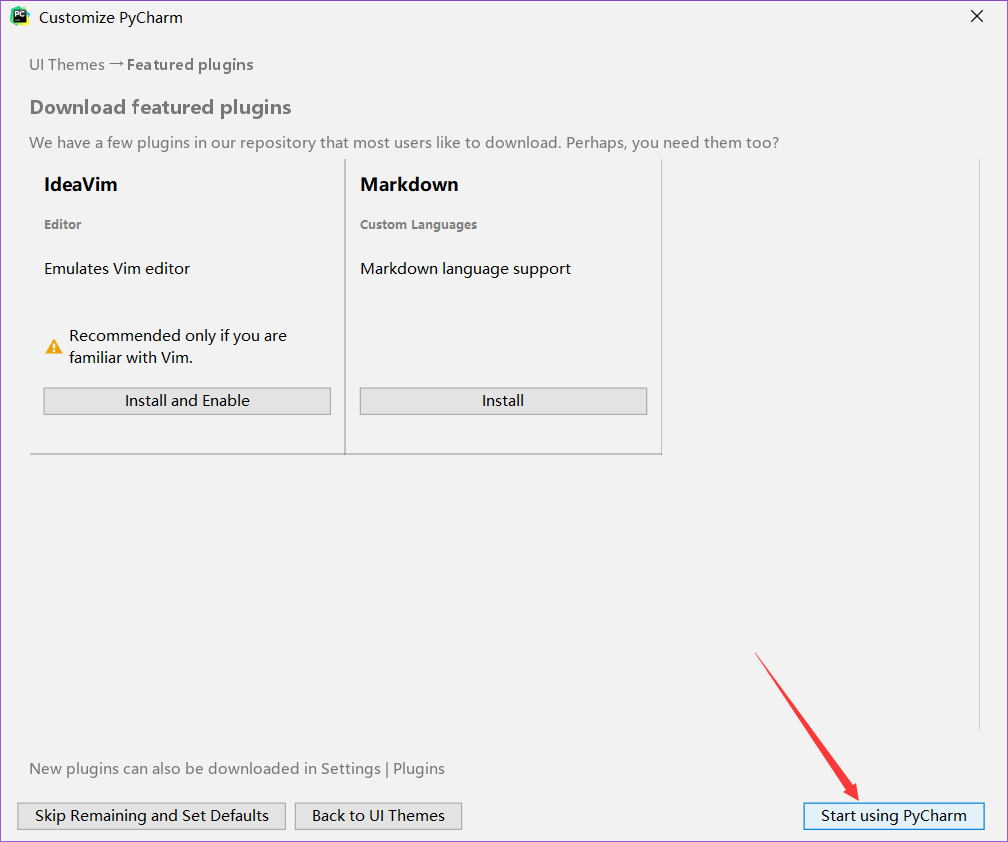 PC
Customize PyCharm
UI Themes → Featured plugins
Download featured plugins
We have a few plugins in our repository that most users like to download. Perhaps, you need them too?
IdeaVim
Editor
Emulates Vim editor
Recommended only if you are
familiar with Vim.
Install and Enable
Markdown
Custom Languages
Markdown language support
Install
New plugins can also be downloaded in Settings | Plugins
Skip Remaining and Set Defaults
Back to UI Themes
Start using PyCharm